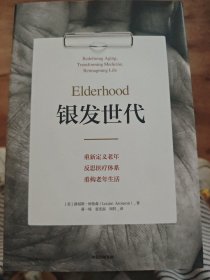 Redefining Aging,
Transforming Medicine,
Reimagining Life
Elderhood
银发世代
重新定义老年
反思医疗体系
重构老年生活